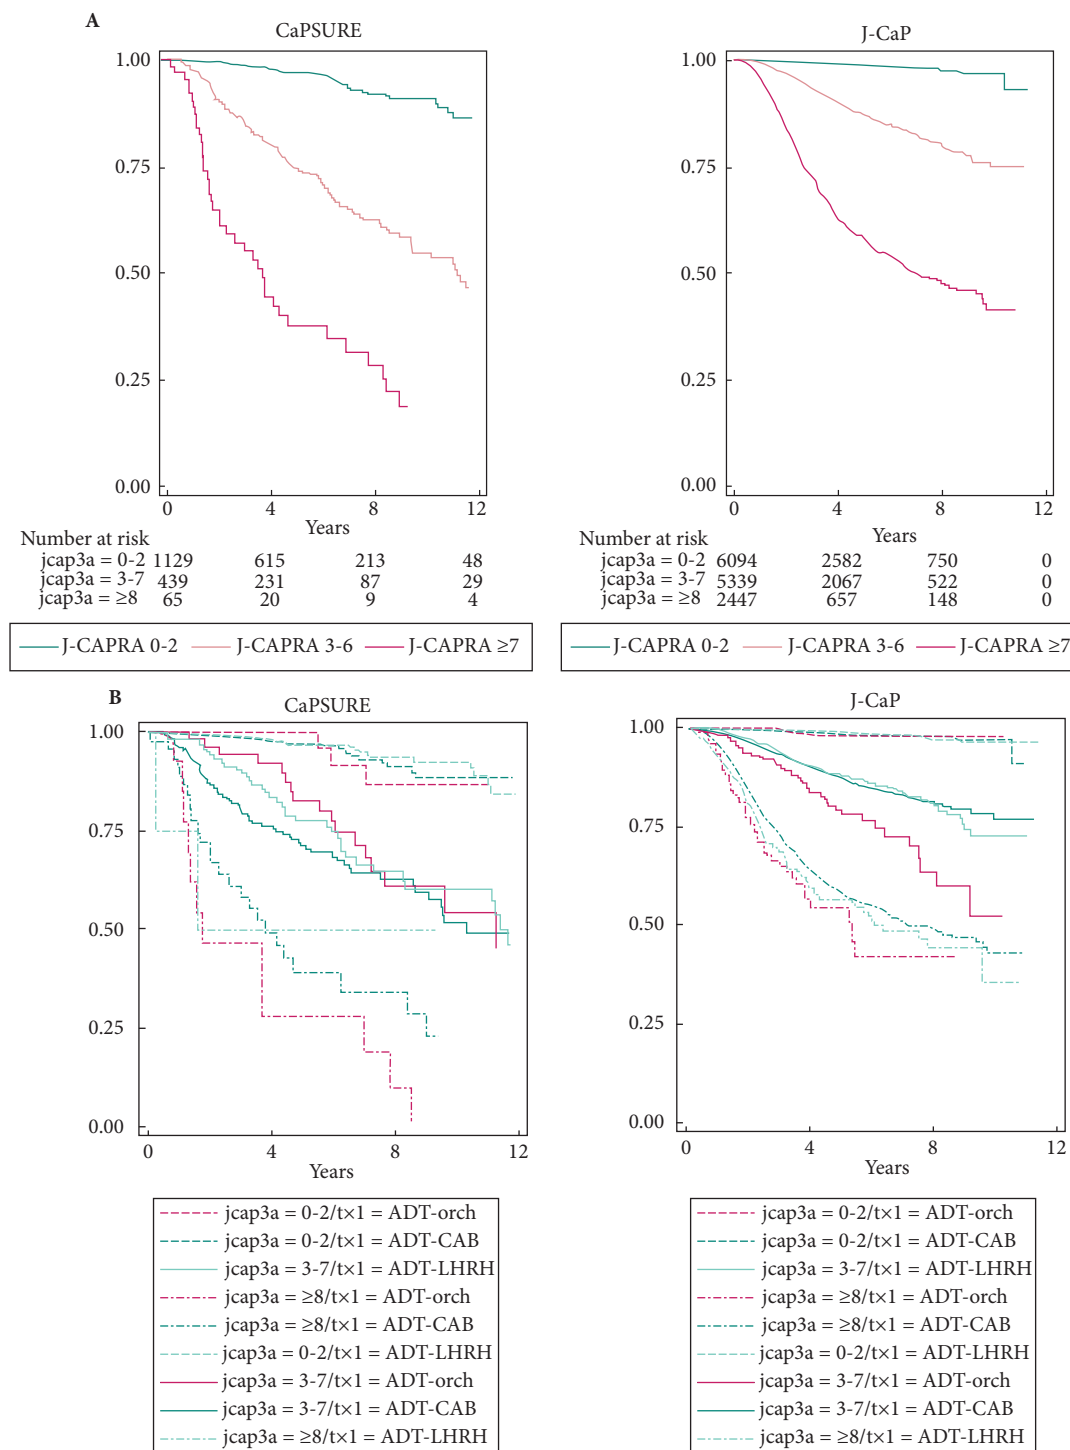 A
CaPSURE
J-CaP
1.00
0.75
0.50
0.25
0.00
0 4 8 12
Years
1.00
0.75
0.50
0.25
0.00
0 4 8 12
Years
Number at risk
jcap3a = 0-2 1129 615 213 48
jcap3a = 3-7 439 231 87 29
jcap3a = ≥8 65 20 9 4
Number at risk
jcap3a = 0-2 6094 2582 750 0
jcap3a = 3-7 5339 2067 522 0
jcap3a = ≥8 2447 657 148 0
J-CAPRA 0-2 J-CAPRA 3-6 J-CAPRA ≥7
J-CAPRA 0-2 J-CAPRA 3-6 J-CAPRA ≥7
B
CaPSURE
J-CaP
1.00
0.75
0.50
0.25
0.00
0 4 8 12
Years
1.00
0.75
0.50
0.25
0.00
0 4 8 12
Years
jcap3a = 0-2/t×1 = ADT-orch
jcap3a = 0-2/t×1 = ADT-CAB
jcap3a = 3-7/t×1 = ADT-LHRH
jcap3a = ≥8/t×1 = ADT-orch
jcap3a = ≥8/t×1 = ADT-CAB
jcap3a = 0-2/t×1 = ADT-LHRH
jcap3a = 3-7/t×1 = ADT-orch
jcap3a = 3-7/t×1 = ADT-CAB
jcap3a = ≥8/t×1 = ADT-LHRH
jcap3a = 0-2/t×1 = ADT-orch
jcap3a = 0-2/t×1 = ADT-CAB
jcap3a = 3-7/t×1 = ADT-LHRH
jcap3a = ≥8/t×1 = ADT-orch
jcap3a = ≥8/t×1 = ADT-CAB
jcap3a = 0-2/t×1 = ADT-LHRH
jcap3a = 3-7/t×1 = ADT-orch
jcap3a = 3-7/t×1 = ADT-CAB
jcap3a = ≥8/t×1 = ADT-LHRH